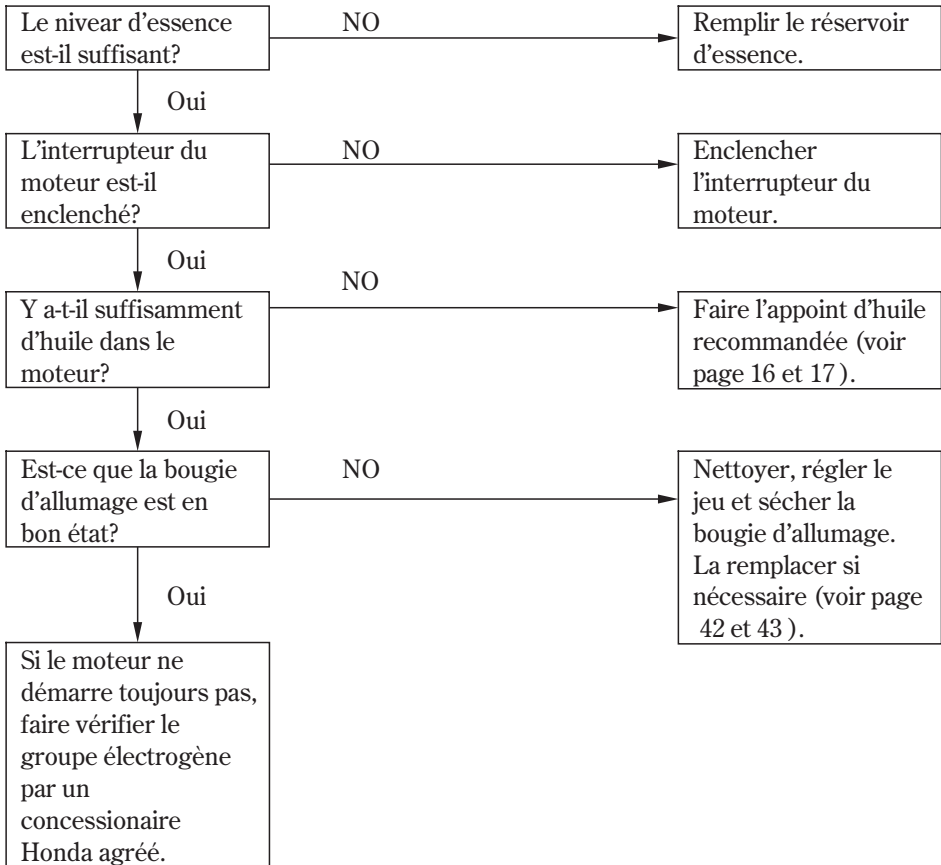 Le nivear d'essence
est-il suffisant?
NO
Remplir le réservoir
d'essence.
Oui
L'interrupteur du
moteur est-il
enclenché?
NO
Enclencher
l'interrupteur du
moteur.
Oui
Y a-t-il suffisamment
d'huile dans le
moteur?
NO
Faire l'appoint d'huile
recommandée (voir
page 16 et 17 ).
Oui
Est-ce que la bougie
d'allumage est en
bon état?
NO
Nettoyer, régler le
jeu et sécher la
bougie d'allumage.
La remplacer si
nécessaire (voir page
42 et 43 ).
Oui
Si le moteur ne
démarre toujours pas,
faire vérifier le
groupe électrogène
par un
concessionaire
Honda agréé.